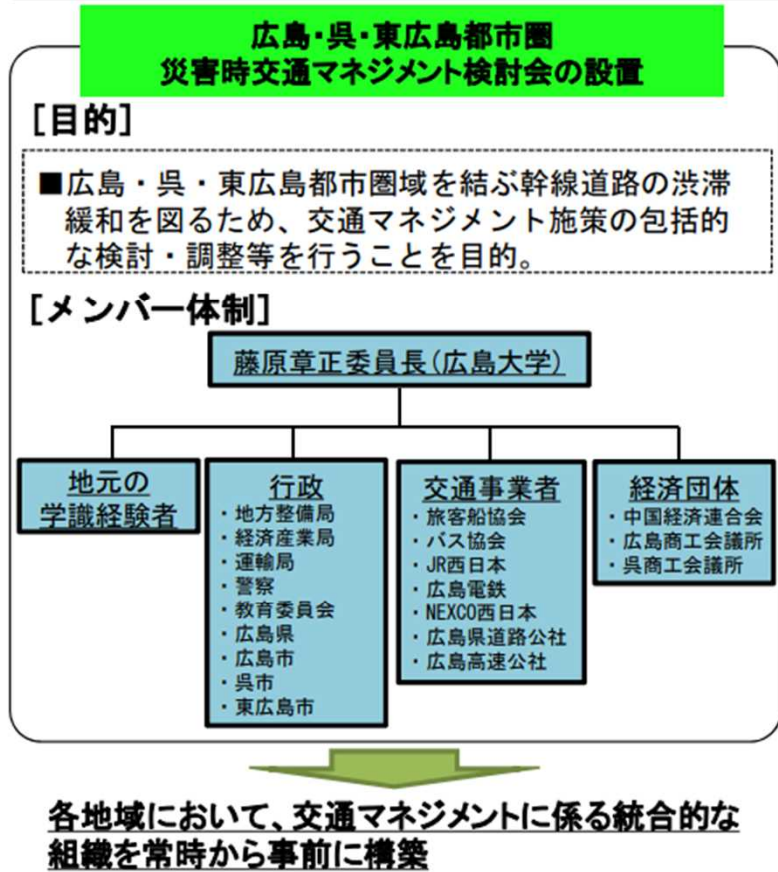 広島・呉・東広島都市圏
災害時交通マネジメント検討会の設置
[目的]
■広島・呉・東広島都市圏域を結ぶ幹線道路の渋滞
緩和を図るため、交通マネジメント施策の包括的
な検討・調整等を行うことを目的。
[メンバー体制]
藤原章正委員長(広島大学)
地元の
学識経験者
行政
・地方整備局
・経済産業局
・運輸局
・警察
・教育委員会
・広島県
・広島市
・呉市
・東広島市
交通事業者
・旅客船協会
・バス協会
・JR西日本
・広島電鉄
・NEXCO西日本
・広島県道路公社
・広島高速公社
経済団体
・中国経済連合会
・広島商工会議所
・呉商工会議所
各地域において、交通マネジメントに係る統合的な
組織を常時から事前に構築